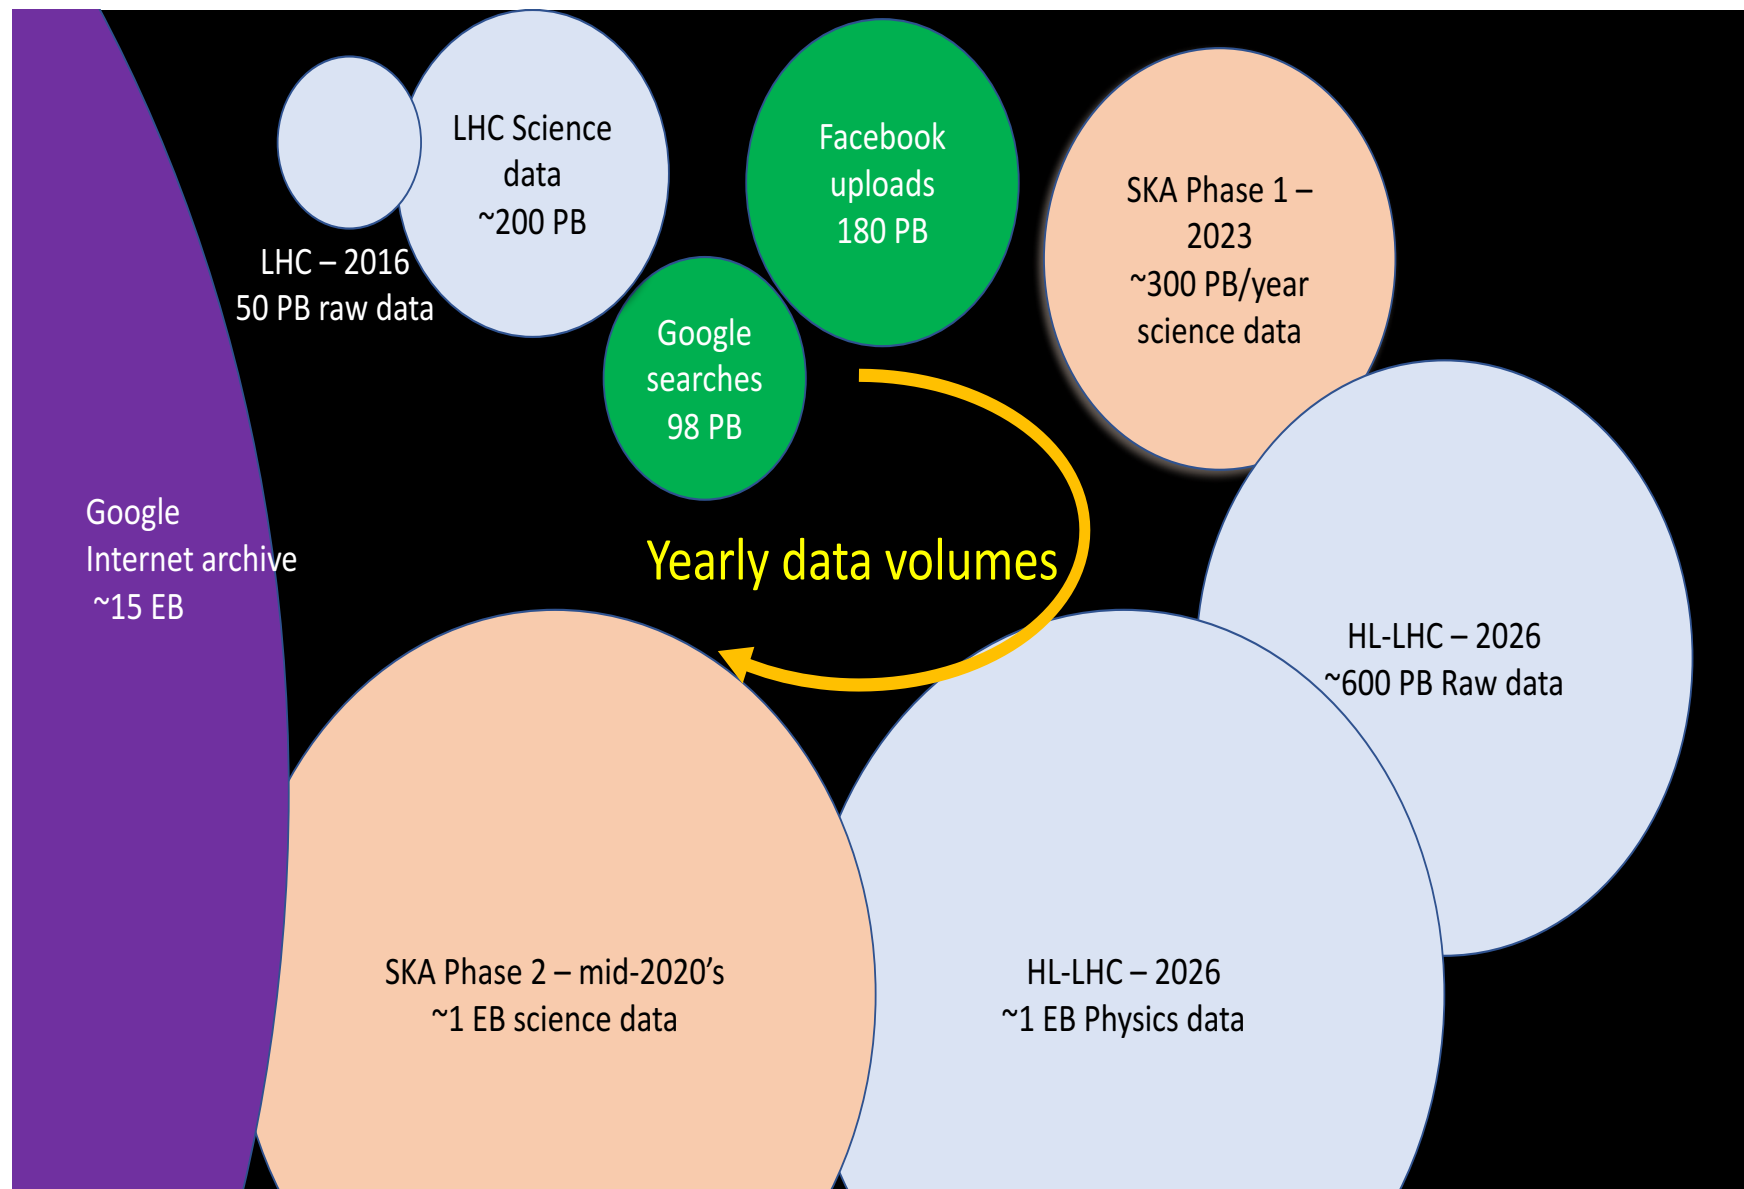 LHC Science
data
~200 PB
LHC – 2016
50 PB raw data
Facebook
uploads
180 PB
Google
searches
98 PB
SKA Phase 1 –
2023
~300 PB/year
science data
Google
Internet archive
~15 EB
Yearly data volumes
HL-LHC – 2026
~600 PB Raw data
SKA Phase 2 – mid-2020’s
~1 EB science data
HL-LHC – 2026
~1 EB Physics data